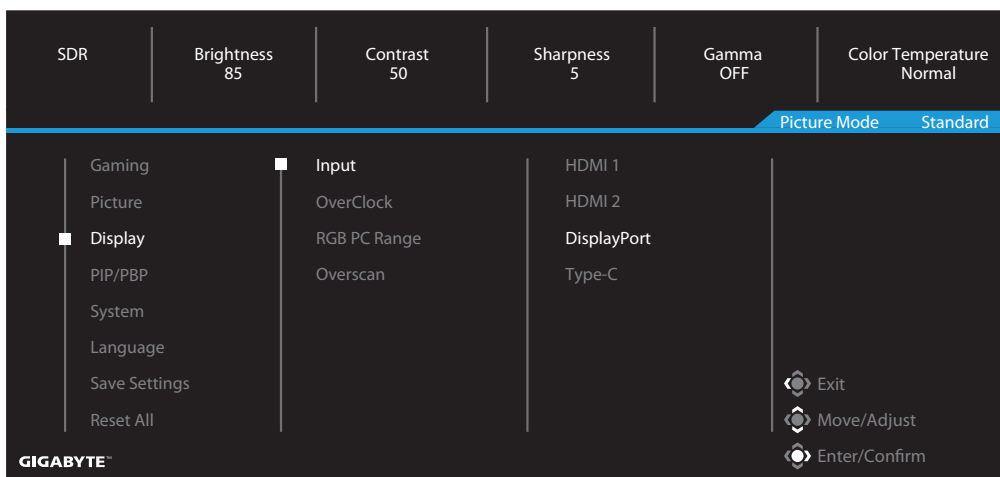 SDR
Brightness
85
Contrast
50
Sharpness
5
Gamma
OFF
Color Temperature
Normal
Picture Mode Standard
Gaming
Picture
Display
PIP/PBP
System
Language
Save Settings
Reset All
Input
OverClock
RGB PC Range
Overscan
HDMI 1
HDMI 2
DisplayPort
Type-C
Exit
Move/Adjust
Enter/Confirm
GIGABYTE™